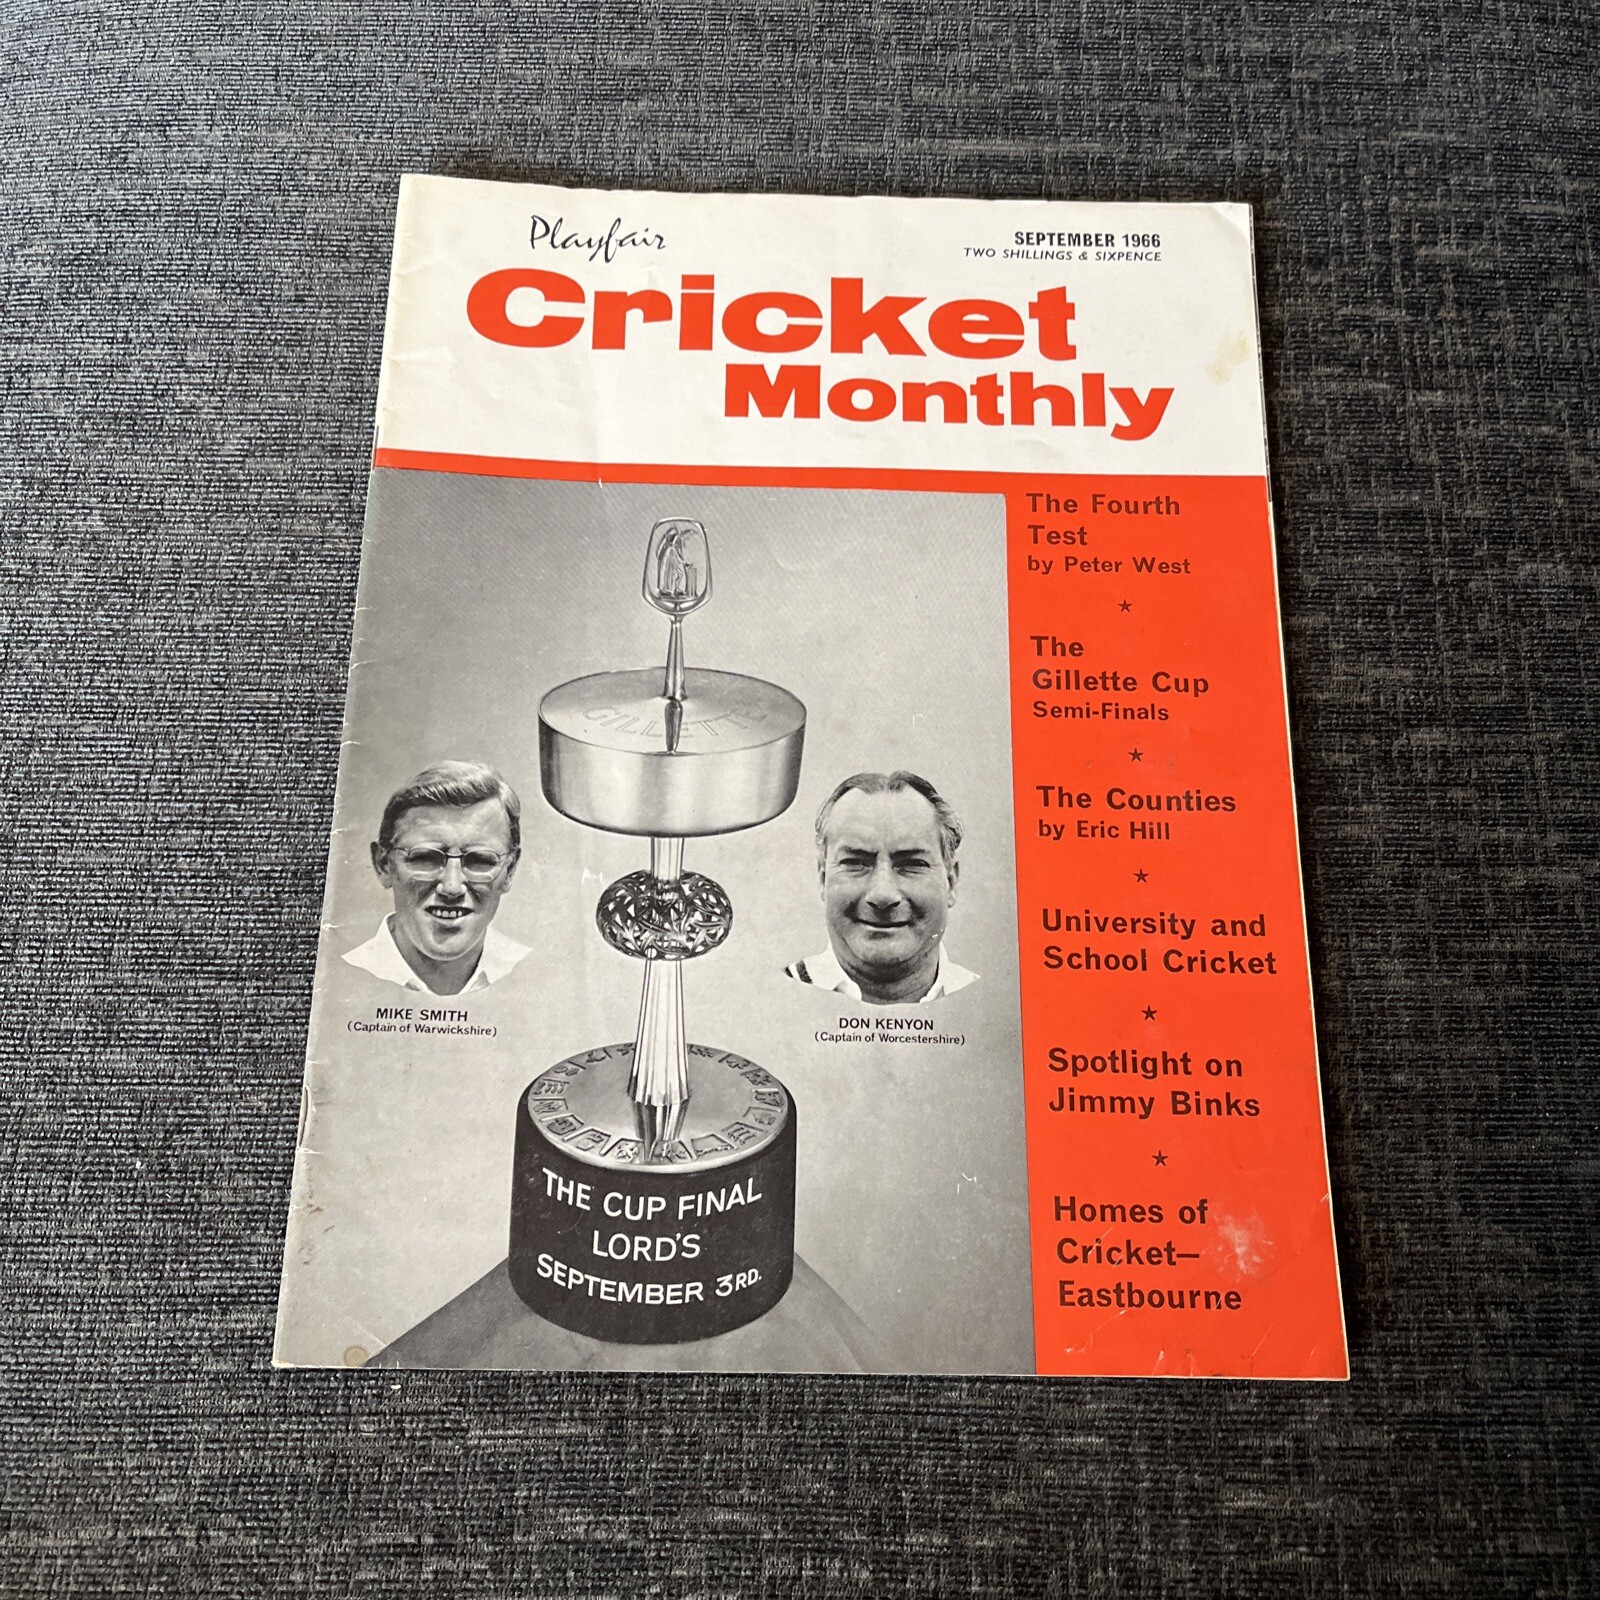 Playfair
SEPTEMBER 1966
TWO SHILLINGS & SIXPENCE
Cricket
Monthly
The Fourth
Test
by Peter West
The
Gillette Cup
Semi-Finals
The Counties
by Eric Hill
University and
School Cricket
Spotlight on
Jimmy Binks
Homes of
Cricket—
Eastbourne
GILLETTE
MIKE SMITH
(Captain of Warwickshire)
DON KENYON
(Captain of Worcestershire)
THE CUP FINAL
LORD'S
SEPTEMBER 3RD.